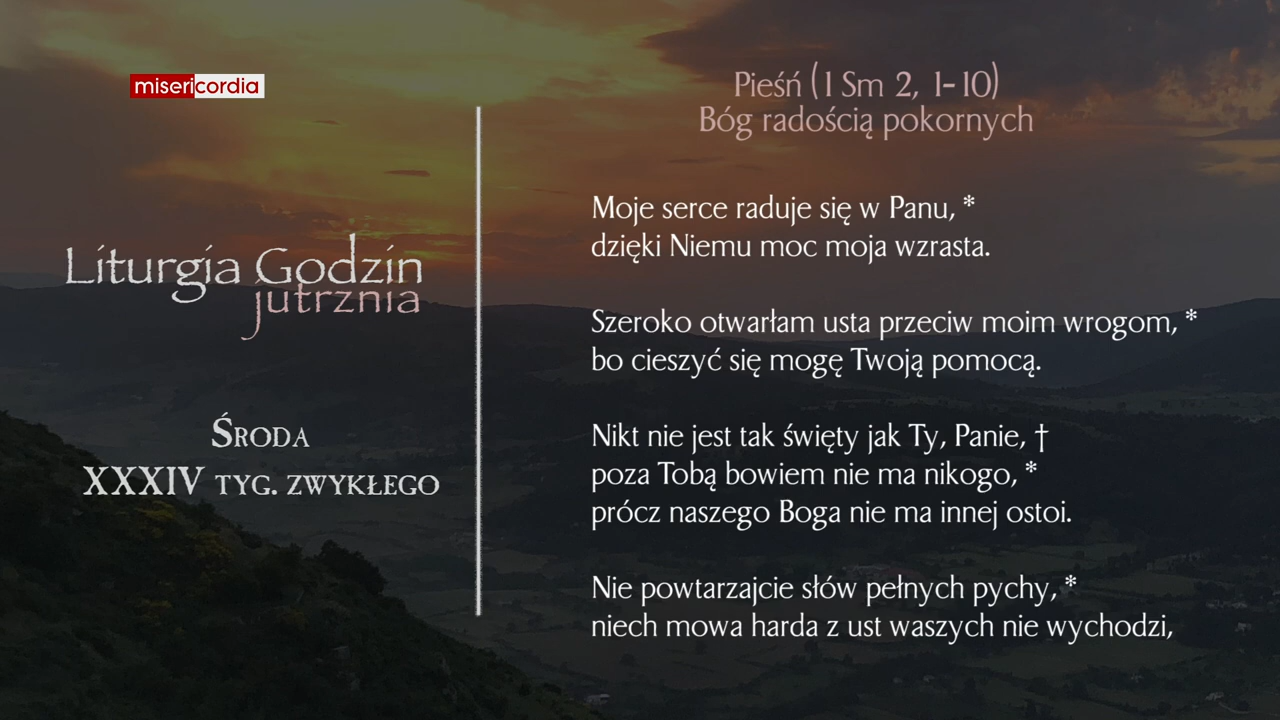 misericordia
Liturgia Godzin
jutrznia
Środa
XXXIV tyg. zwykłego
Pieśń (1 Sm 2, 1-10)
Bóg radością pokornych
Moje serce raduje się w Panu, *
dzięki Niemu moc moja wzrasta.
Szeroko otwarłam usta przeciw moim wrogom, *
bo cieszyć się mogę Twoją pomocą.
Nikt nie jest tak święty jak Ty, Panie, †
poza Tobą bowiem nie ma nikogo, *
prócz naszego Boga nie ma innej ostoi.
Nie powtarzajcie słów pełnych pychy, *
niech mowa harda z ust waszych nie wychodzi,